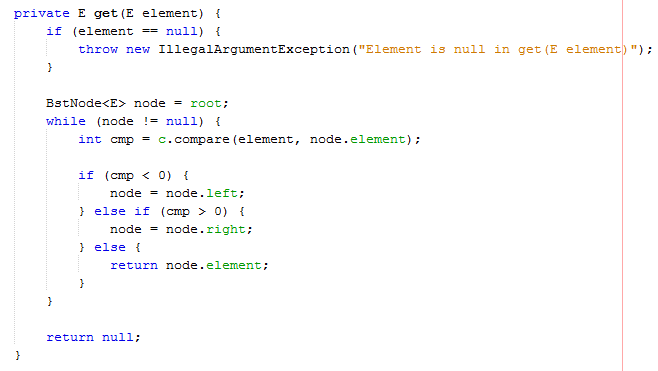 private E get(E element) {
    if (element == null) {
        throw new IllegalArgumentException("Element is null in get(E element)");
    }

    BstNode<E> node = root;
    while (node != null) {
        int cmp = c.compare(element, node.element);

        if (cmp < 0) {
            node = node.left;
        } else if (cmp > 0) {
            node = node.right;
        } else {
            return node.element;
        }
    }

    return null;
}